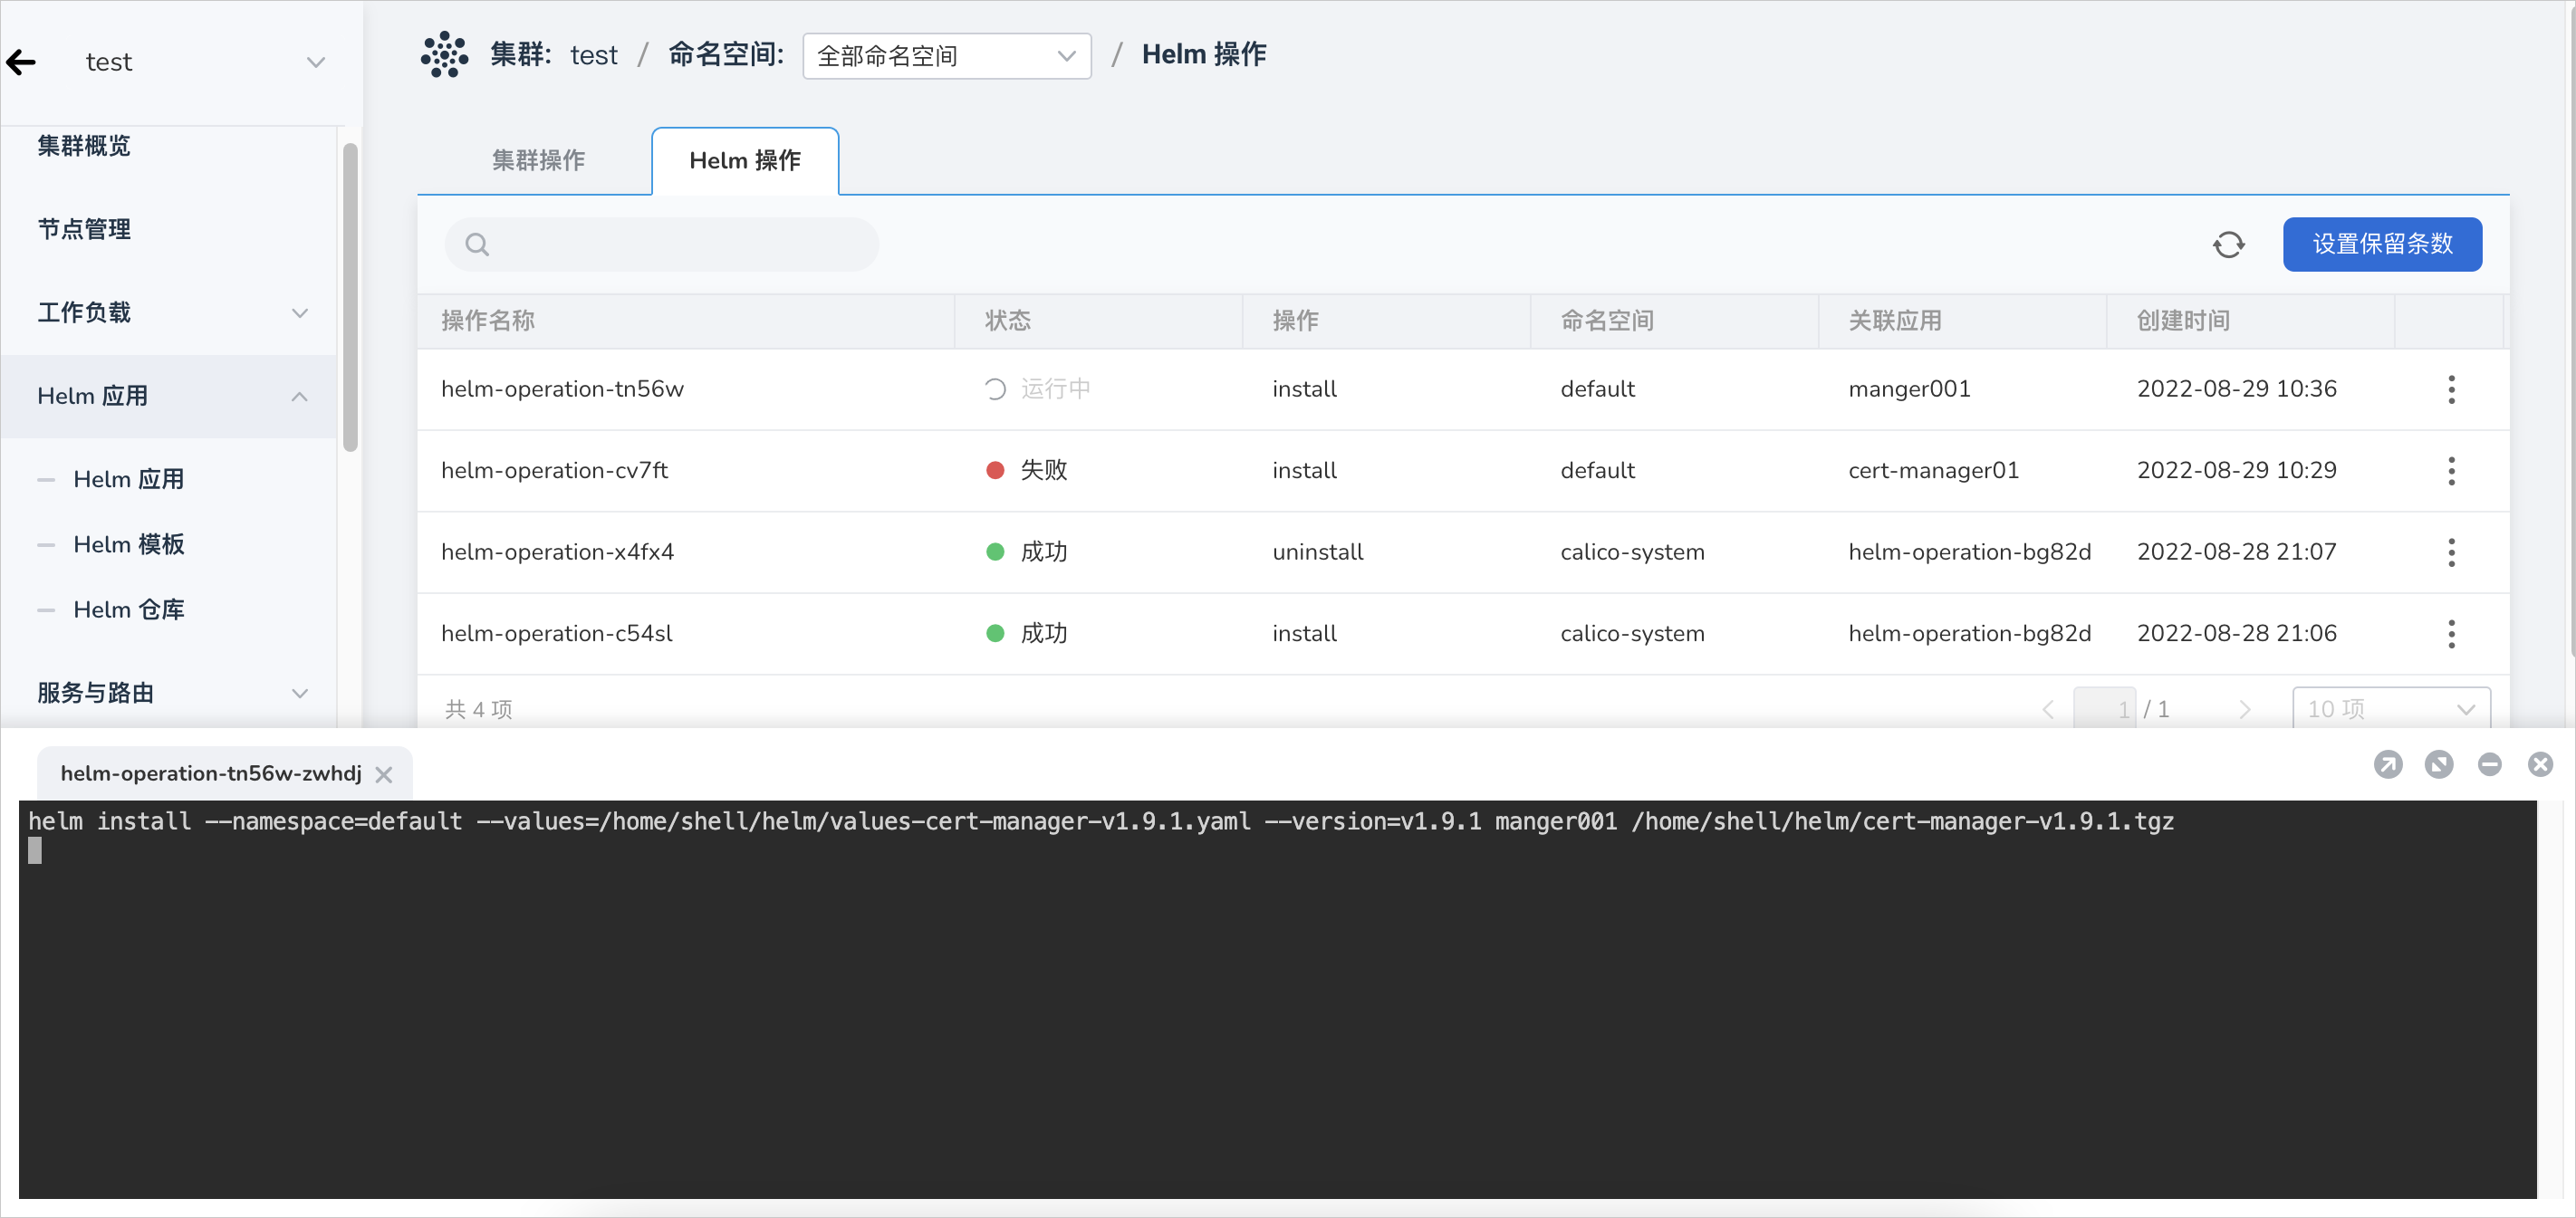 test
集群: test / 命名空间: 全部命名空间 / Helm 操作
集群概览
节点管理
工作负载
Helm 应用
Helm 应用
Helm 模板
Helm 仓库
服务与路由
集群操作 Helm 操作
设置保留条数
操作名称 状态 操作 命名空间 关联应用 创建时间
helm-operation-tn56w 运行中 install default manger001 2022-08-29 10:36
helm-operation-cv7ft 失败 install default cert-manager01 2022-08-29 10:29
helm-operation-x4fx4 成功 uninstall calico-system helm-operation-bg82d 2022-08-28 21:07
helm-operation-c54sl 成功 install calico-system helm-operation-bg82d 2022-08-28 21:06
共 4 项 1 / 1 10 项
helm-operation-tn56w-zwhdj
helm install --namespace=default --values=/home/shell/helm/values-cert-manager-v1.9.1.yaml --version=v1.9.1 manger001 /home/shell/helm/cert-manager-v1.9.1.tgz